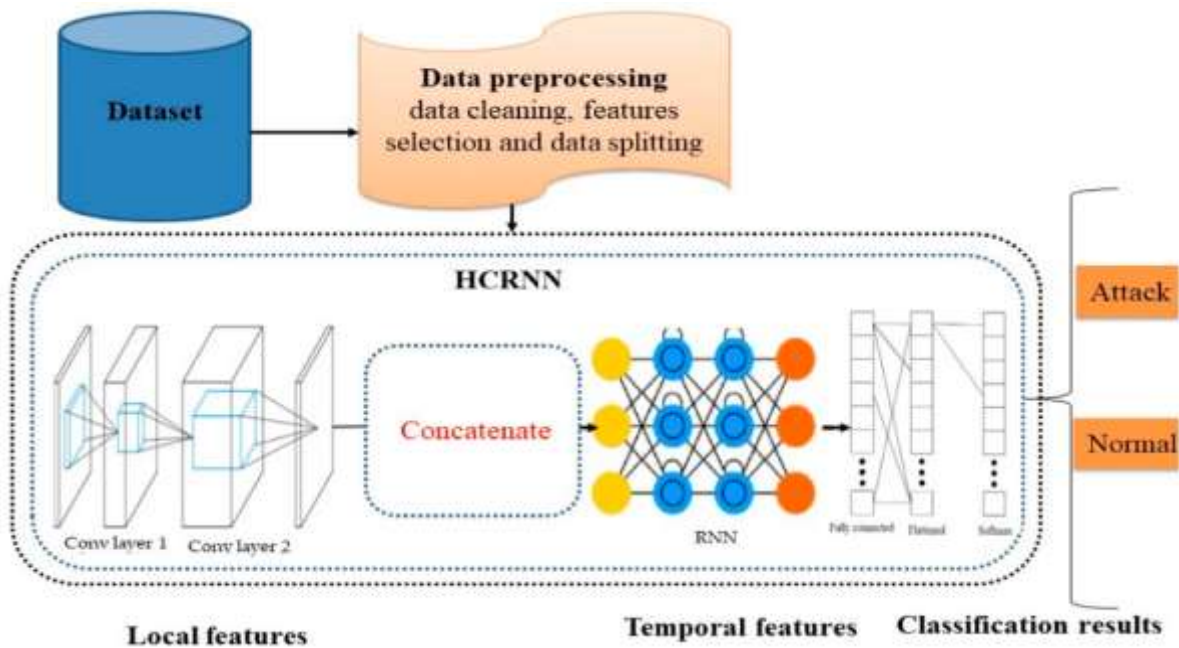 Dataset
Data preprocessing
data cleaning, features
selection and data splitting
HCRNN
Attack
Concatenate
Normal
Conv layer 1
Conv layer 2
RNN
Fully connected
Softmax
Local features
Temporal features
Classification results